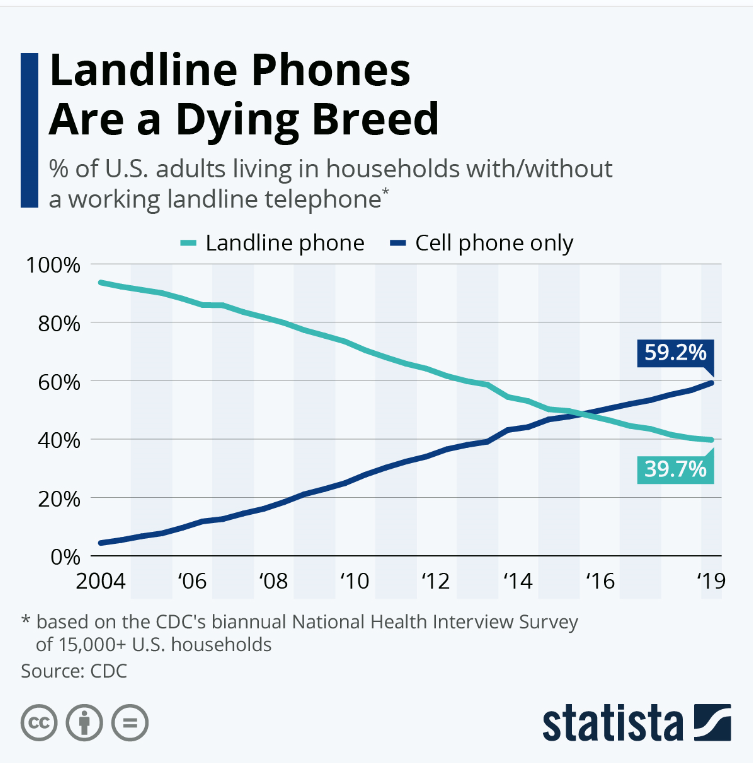 Landline Phones
Are a Dying Breed
% of U.S. adults living in households with/without
a working landline telephone*
Landline phone Cell phone only
100%
80%
60%
40%
20%
0%
59.2%
39.7%
2004 ‘06 ‘08 ‘10 ‘12 ‘14 ‘16 ‘19
* based on the CDC's biannual National Health Interview Survey
of 15,000+ U.S. households
Source: CDC
cc
statista